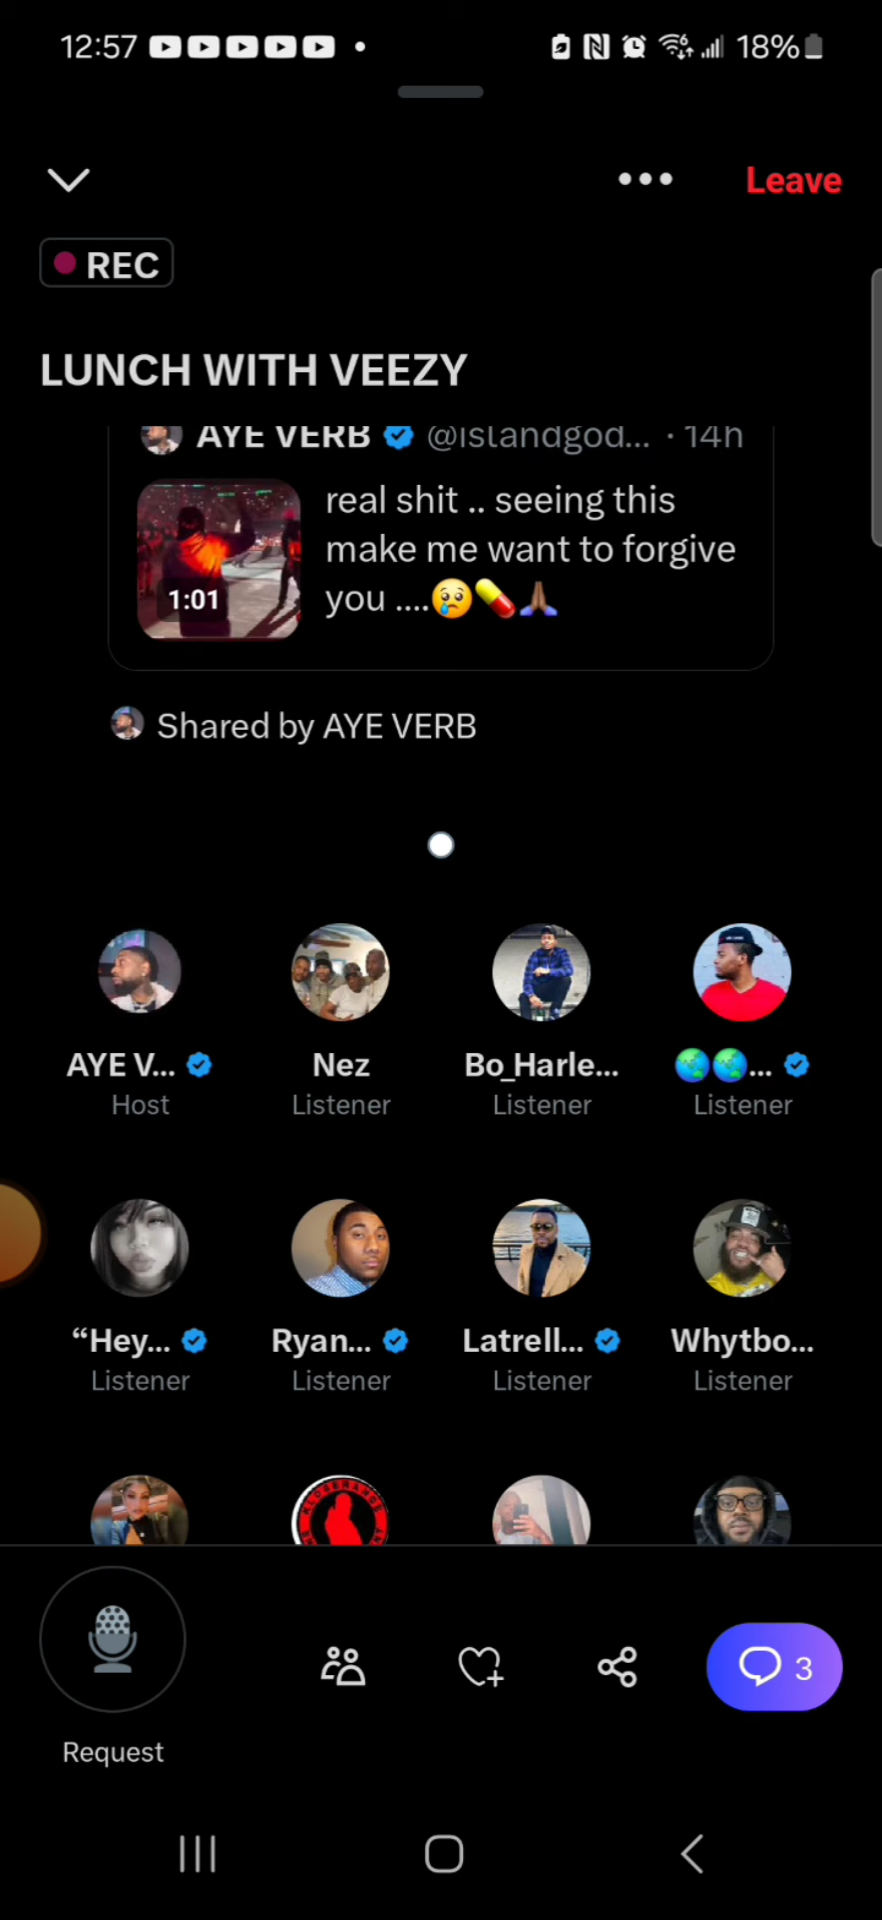 12:57
18%
Leave
REC
LUNCH WITH VEEZY
AYE VERB @islandgod... · 14h
real shit .. seeing this
make me want to forgive
you ....😢💊🙏🏾
1:01
Shared by AYE VERB
AYE V... Nez Bo_Harle... 🌏🌏...
Host Listener Listener Listener
“Hey... Ryan... Latrell... Whytbo...
Listener Listener Listener Listener
3
Request